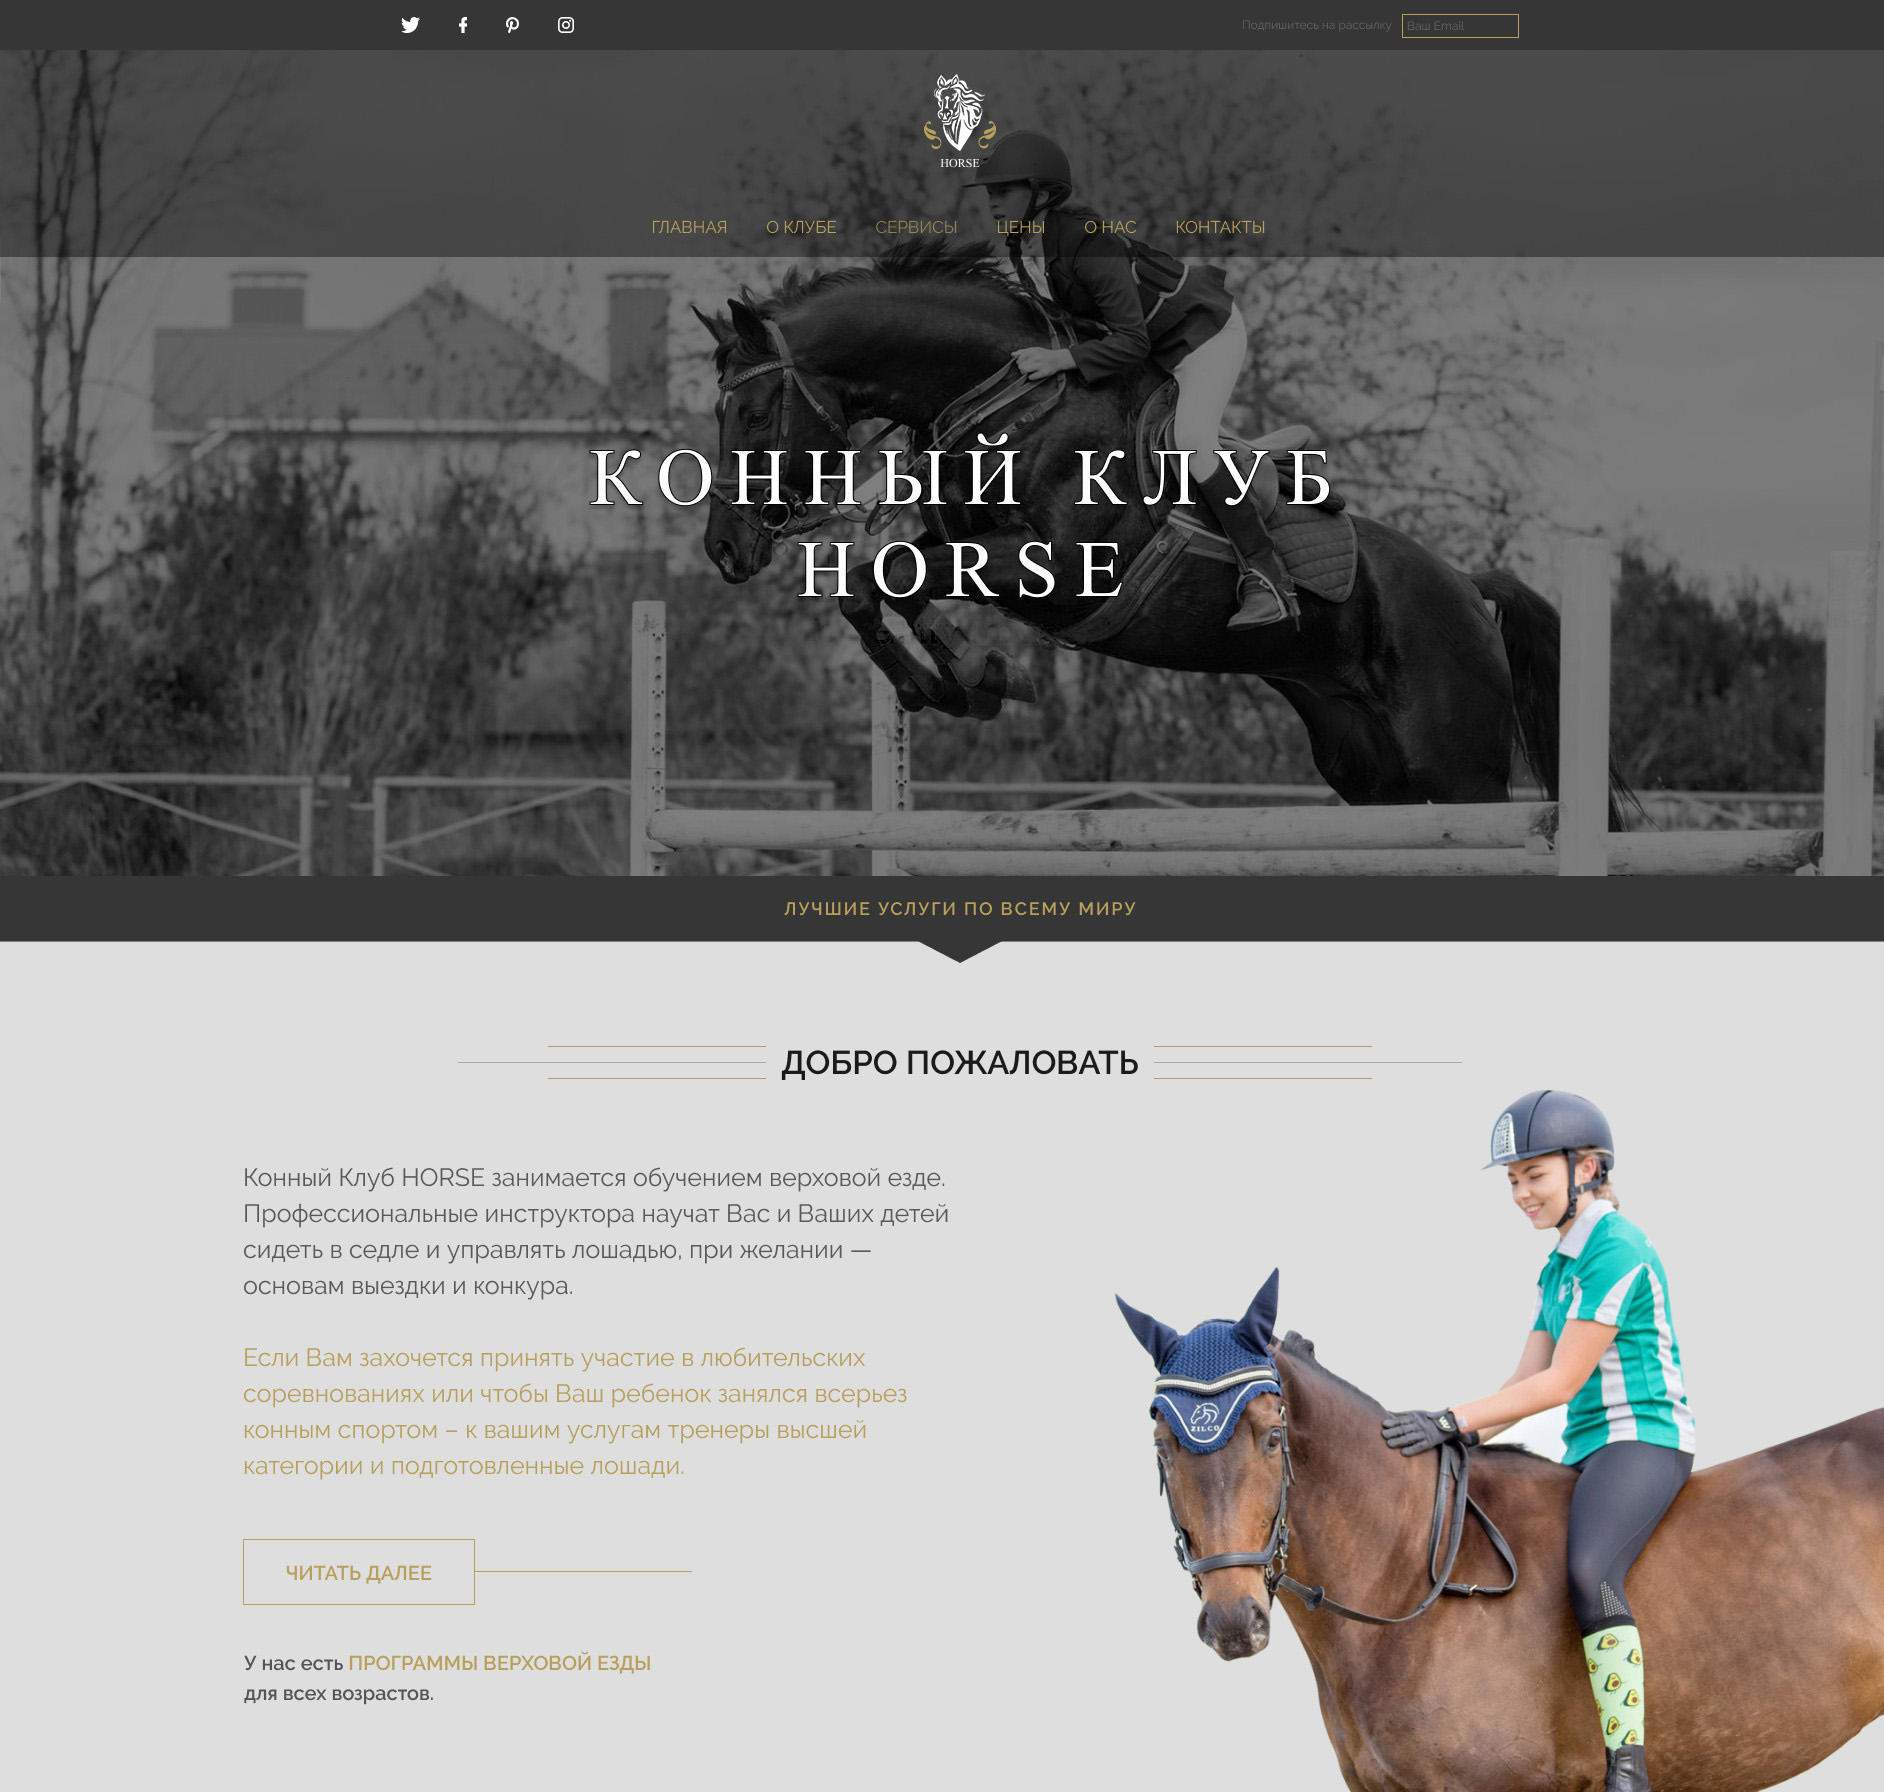 Подпишитесь на рассылку
Ваш Email
HORSE
ГЛАВНАЯ О КЛУБЕ СЕРВИСЫ ЦЕНЫ О НАС КОНТАКТЫ
КОННЫЙ КЛУБ
HORSE
ЛУЧШИЕ УСЛУГИ ПО ВСЕМУ МИРУ
ДОБРО ПОЖАЛОВАТЬ
Конный Клуб HORSE занимается обучением верховой езде.
Профессиональные инструктора научат Вас и Ваших детей
сидеть в седле и управлять лошадью, при желании —
основам выездки и конкура.
Если Вам захочется принять участие в любительских
соревнованиях или чтобы Ваш ребенок занялся всерьез
конным спортом – к вашим услугам тренеры высшей
категории и подготовленные лошади.
ZILCO
ЧИТАТЬ ДАЛЕЕ
У нас есть ПРОГРАММЫ ВЕРХОВОЙ ЕЗДЫ
для всех возрастов.